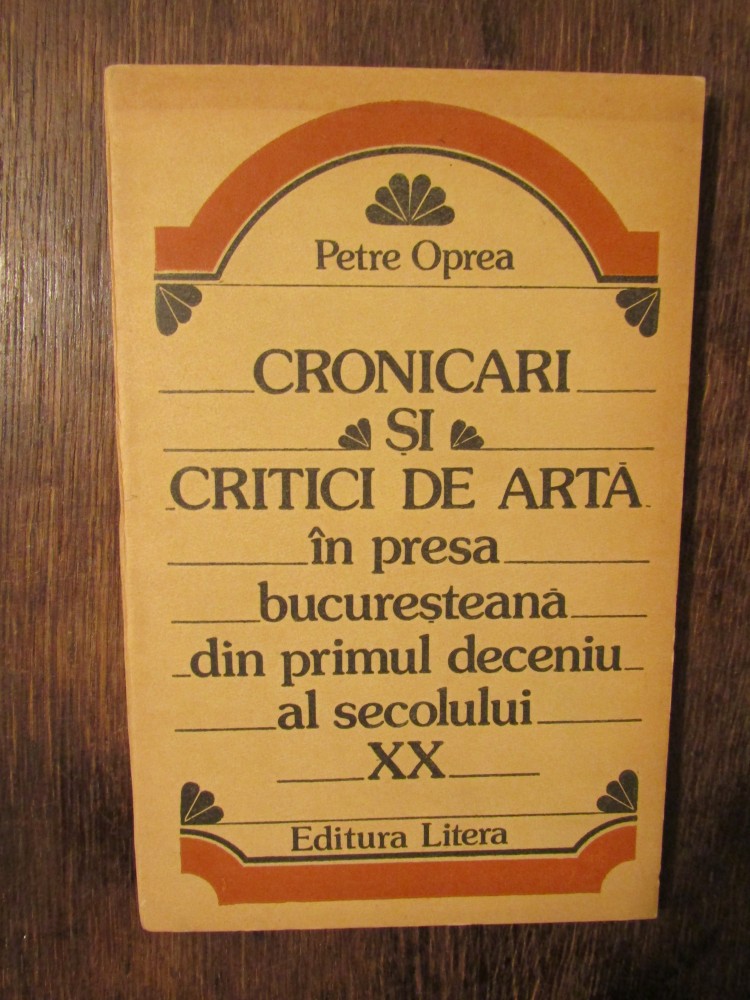 Petre Oprea
CRONICARI
ȘI
CRITICI DE ARTĂ
în presa
bucureșteană
din primul deceniu
al secolului
XX
Editura Litera